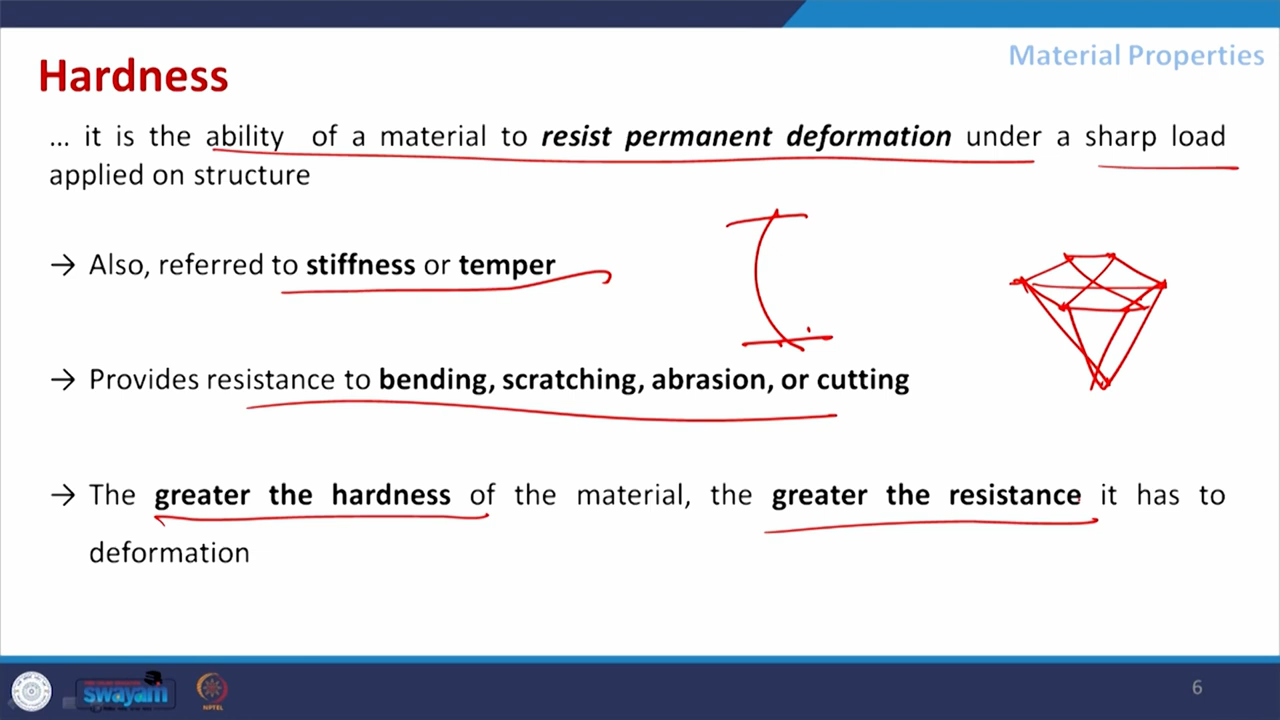 Material Properties
Hardness
... it is the ability of a material to resist permanent deformation under a sharp load
applied on structure
→ Also, referred to stiffness or temper
→ Provides resistance to bending, scratching, abrasion, or cutting
→ The greater the hardness of the material, the greater the resistance it has to
deformation
swayam
NPTEL
6